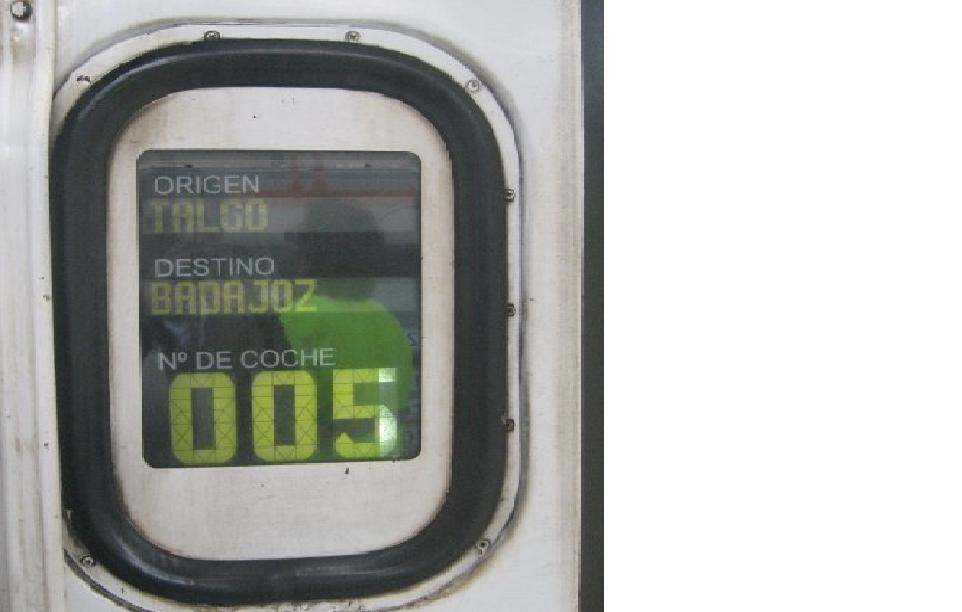 ORIGEN
TALGO
DESTINO
BADAJOZ
Nº DE COCHE
005